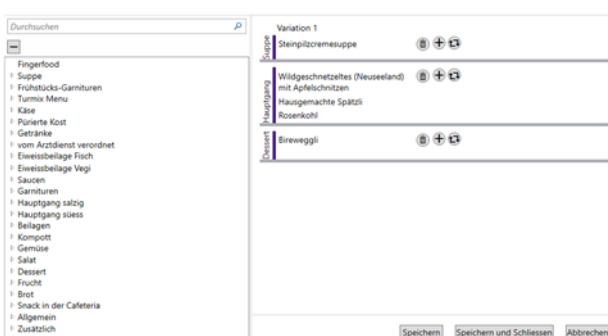 Durchsuchen
Fingerfood
Suppe
Frühstücks-Garnituren
Turmix Menu
Käse
Pürierte Kost
Getränke
vom Arztdienst verordnet
Eiweissbeilage Fisch
Eiweissbeilage Vegi
Saucen
Garnituren
Hauptgang salzig
Hauptgang süess
Beilagen
Kompott
Gemüse
Salat
Dessert
Frucht
Brot
Snack in der Cafeteria
Allgemein
Zusätzlich
Variation 1
Suppe
Steinpilzcremesuppe
Hauptgang
Wildgeschnetzeltes (Neuseeland)
mit Apfelschnitzen
Hausgemachte Spätzli
Rosenkohl
Dessert
Bireweggli
Speichern
Speichern und Schliessen
Abbrechen